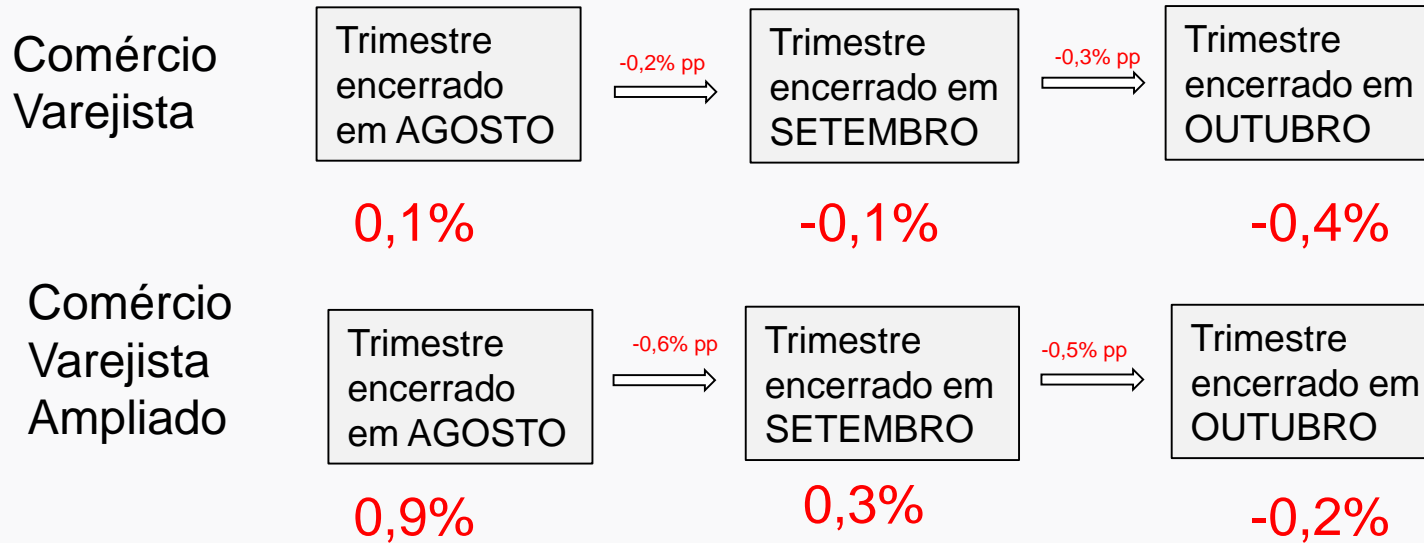 Comércio
Varejista
Trimestre
encerrado
em AGOSTO
-0,2% pp
Trimestre
encerrado em
SETEMBRO
-0,3% pp
Trimestre
encerrado em
OUTUBRO
0,1%
-0,1%
-0,4%
Comércio
Varejista
Ampliado
Trimestre
encerrado
em AGOSTO
-0,6% pp
Trimestre
encerrado em
SETEMBRO
-0,5% pp
Trimestre
encerrado em
OUTUBRO
0,9%
0,3%
-0,2%